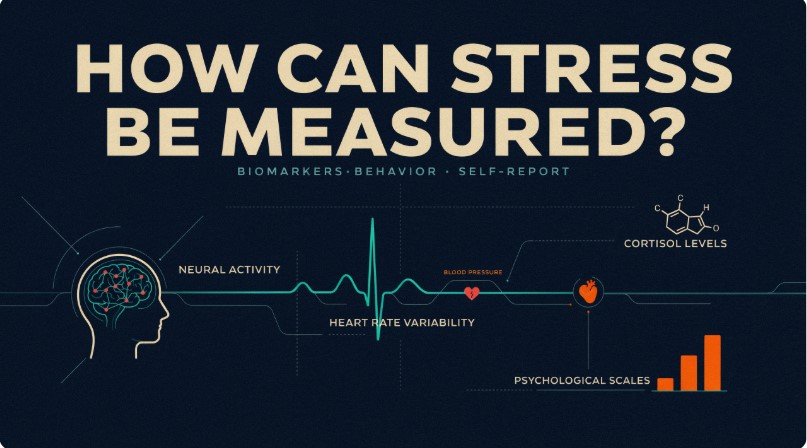 HOW CAN STRESS
BE MEASURED?
BIOMARKERS·BEHAVIOR · SELF-REPORT
C
C
H
O
CORTISOL LEVELS
NEURAL ACTIVITY
BLOOD PRESSURE
HEART RATE VARIABILITY
PSYCHOLOGICAL SCALES